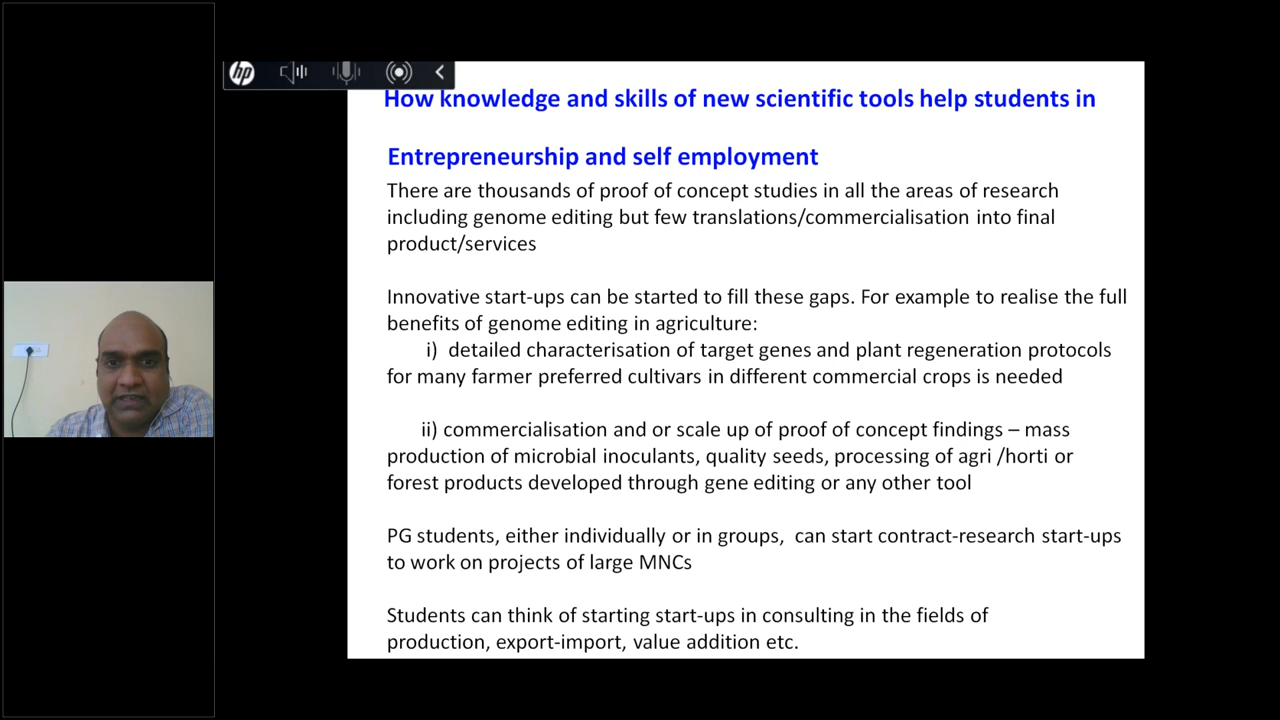 hp
How knowledge and skills of new scientific tools help students in
Entrepreneurship and self employment
There are thousands of proof of concept studies in all the areas of research
including genome editing but few translations/commercialisation into final
product/services
Innovative start-ups can be started to fill these gaps. For example to realise the full
benefits of genome editing in agriculture:
i) detailed characterisation of target genes and plant regeneration protocols
for many farmer preferred cultivars in different commercial crops is needed
ii) commercialisation and or scale up of proof of concept findings – mass
production of microbial inoculants, quality seeds, processing of agri /horti or
forest products developed through gene editing or any other tool
PG students, either individually or in groups, can start contract-research start-ups
to work on projects of large MNCs
Students can think of starting start-ups in consulting in the fields of
production, export-import, value addition etc.